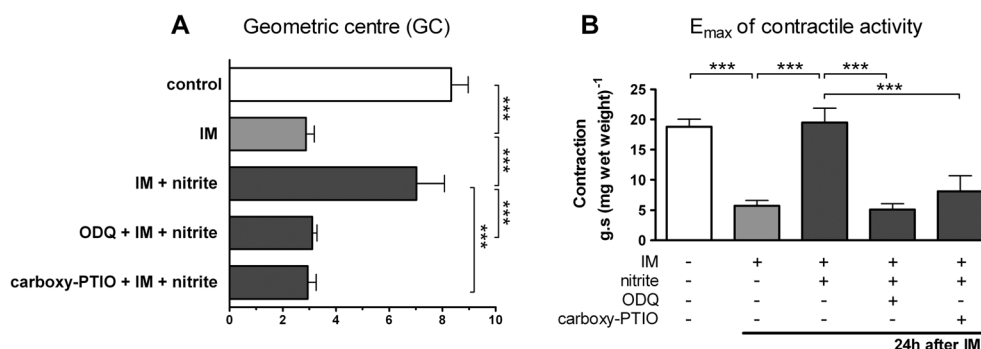 A Geometric centre (GC)
control
IM
IM + nitrite
ODQ + IM + nitrite
carboxy-PTIO + IM + nitrite
***
***
***
***
0 2 4 6 8 10
B Emax of contractile activity
*** *** *** ***
***
Contraction
g.s (mg wet weight)-1
25
20
15
10
5
0
IM - + + + +
nitrite - - + + +
ODQ - - - + -
carboxy-PTIO - - - - +
24h after IM